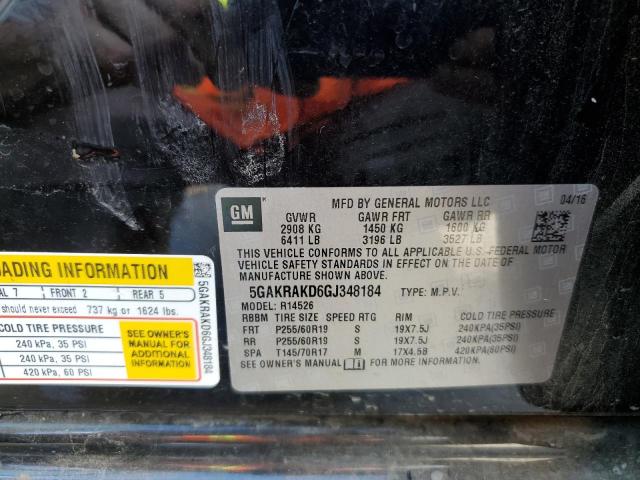 GM
MFD BY GENERAL MOTORS LLC
04/16
GVWR GAWR FRT GAWR RR
2908 KG 1450 KG 1600 KG
6411 LB 3196 LB 3527 LB
THIS VEHICLE CONFORMS TO ALL APPLICABLE U.S. FEDERAL MOTOR
VEHICLE SAFETY STANDARDS IN EFFECT ON THE DATE OF
MANUFACTURE SHOWN ABOVE.
5GAKRAKD6GJ348184 TYPE: M.P.V.
MODEL: R14526
RBBM TIRE SIZE SPEED RTG RIM
FRT P255/60R19 S 19X7.5J 240KPA(35PSI)
RR P255/60R19 S 19X7.5J 240KPA(35PSI)
SPA T145/70R17 M 17X4.5B 420KPA(60PSI)
SEE OWNER'S MANUAL FOR MORE INFORMATION.
ADING INFORMATION
AL 7 FRONT 2 REAR 5
should never exceed 737 kg or 1624 lbs.
COLD TIRE PRESSURE
240 kPa, 35 PSI
240 kPa, 35 PSI
420 kPa, 60 PSI
SEE OWNER'S
MANUAL FOR
ADDITIONAL
INFORMATION
5GAKRAKD6GJ348184